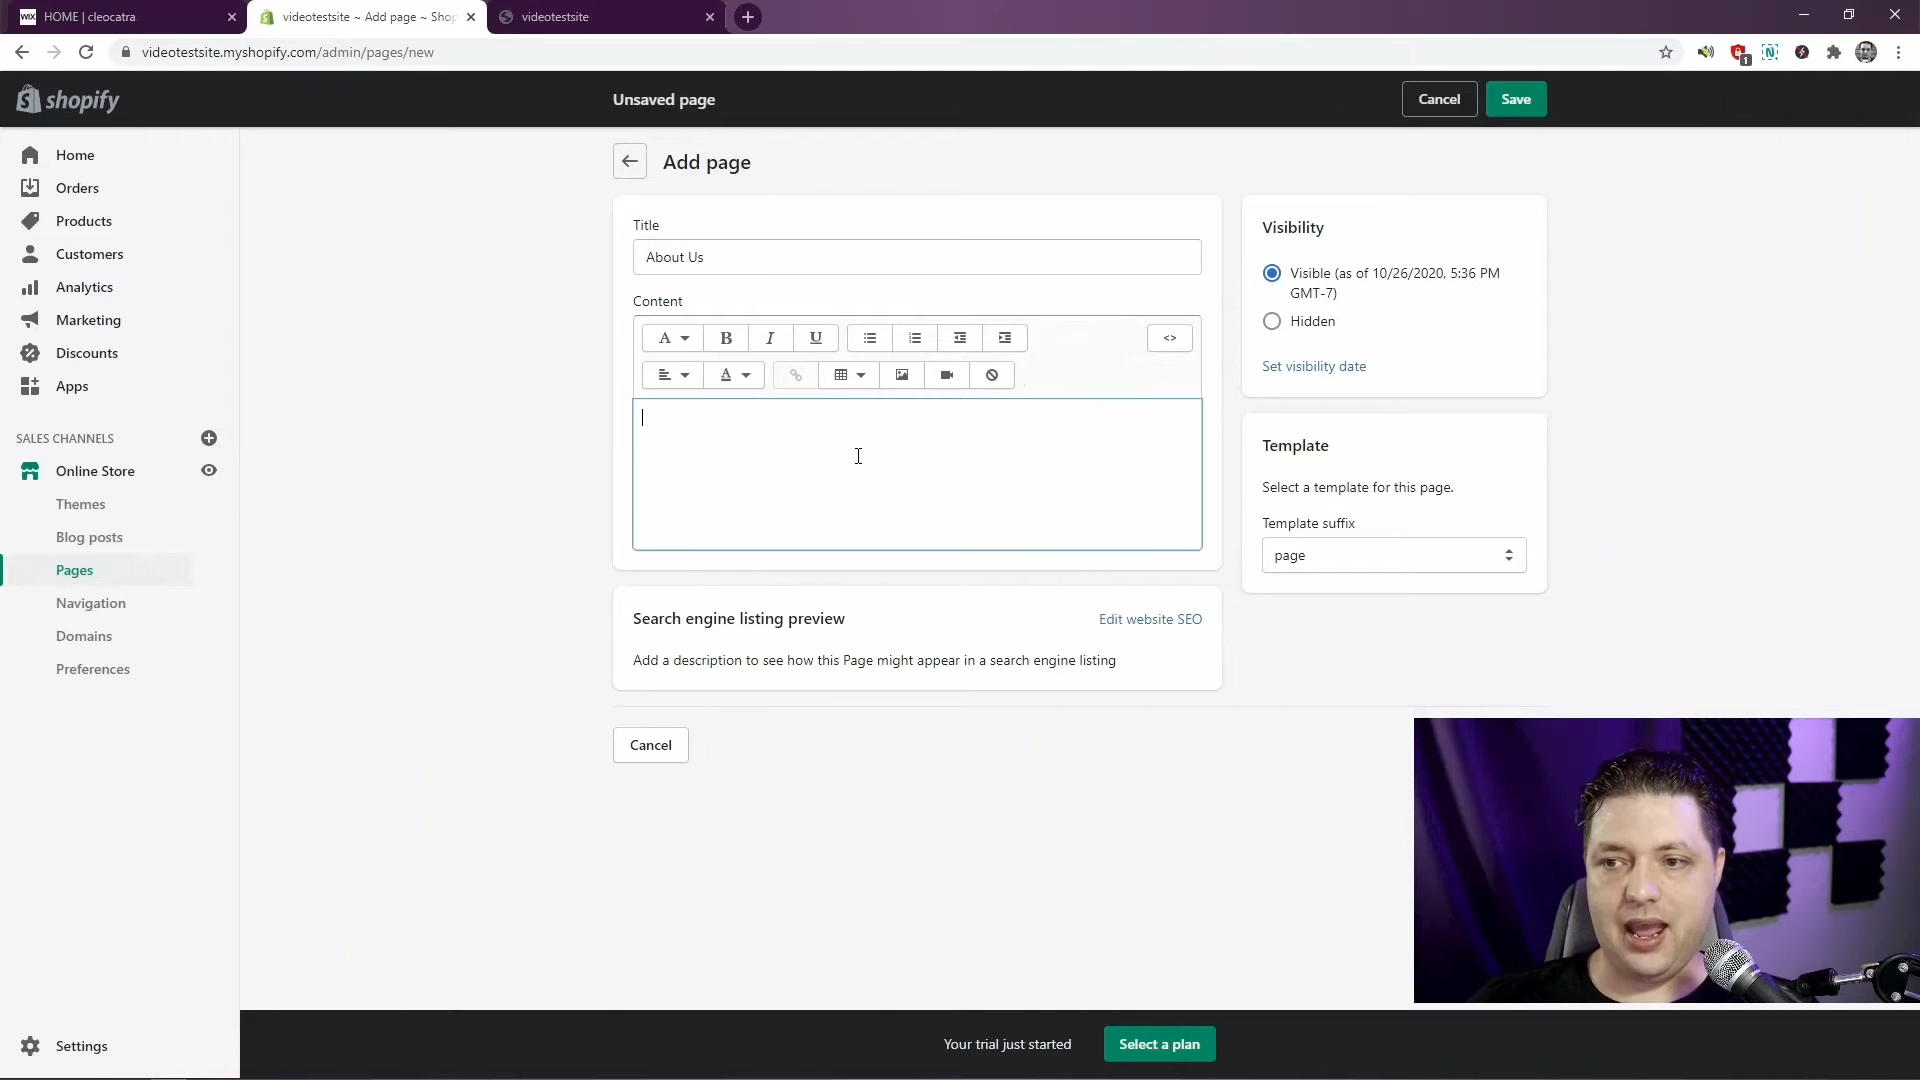 WIX HOME | cleocatra
videotestsite ~ Add page ~ Shop
videotestsite
videotestsite.myshopify.com/admin/pages/new
1
shopify
Unsaved page
Cancel
Save
Home
Orders
Products
Customers
Analytics
Marketing
Discounts
Apps
SALES CHANNELS
Online Store
Themes
Blog posts
Pages
Navigation
Domains
Preferences
Settings
Add page
Title
About Us
Content
A B I U <>
A
Search engine listing preview
Edit website SEO
Add a description to see how this Page might appear in a search engine listing
Cancel
Visibility
Visible (as of 10/26/2020, 5:36 PM
GMT-7)
Hidden
Set visibility date
Template
Select a template for this page.
Template suffix
page
Your trial just started
Select a plan